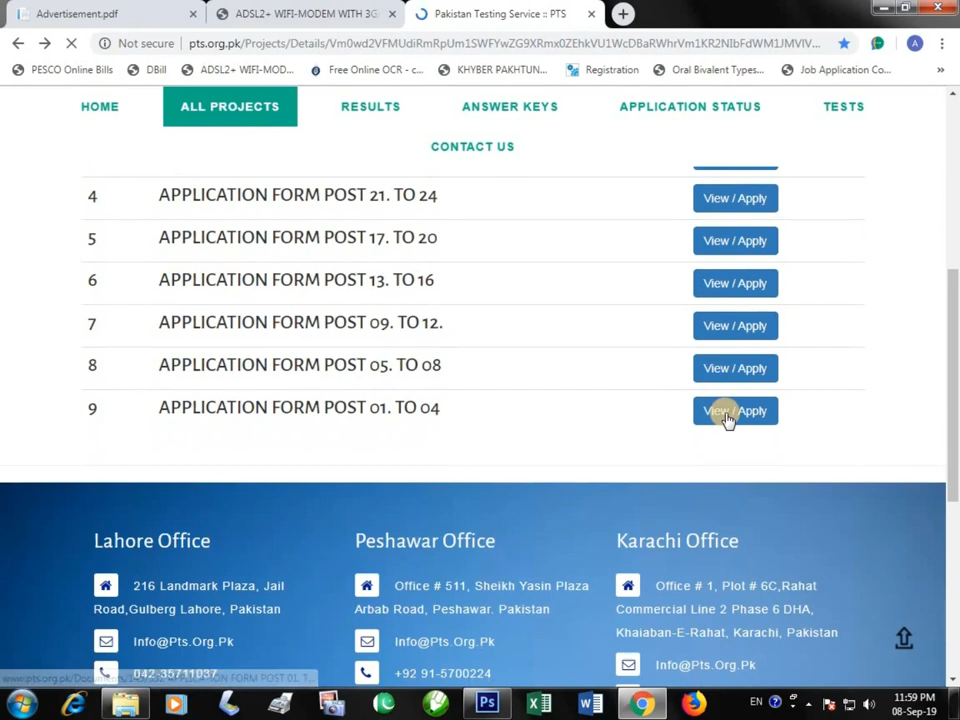 Advertisement.pdf
ADSL2+ WIFI-MODEM WITH 3G
Pakistan Testing Service :: PTS
Not secure
pts.org.pk/Projects/Details/
PESCO Online Bills
DBill
ADSL2+ WIFI-MOD...
Free Online OCR - c...
KHYBER PAKHTUN...
Registration
Oral Bivalent Types...
Job Application Co...
»
A
HOME
ALL PROJECTS
RESULTS
ANSWER KEYS
APPLICATION STATUS
TESTS
CONTACT US
4 APPLICATION FORM POST 21. TO 24 View / Apply
5 APPLICATION FORM POST 17. TO 20 View / Apply
6 APPLICATION FORM POST 13. TO 16 View / Apply
7 APPLICATION FORM POST 09. TO 12. View / Apply
8 APPLICATION FORM POST 05. TO 08 View / Apply
9 APPLICATION FORM POST 01. TO 04 View / Apply
Lahore Office
216 Landmark Plaza, Jail
Road,Gulberg Lahore, Pakistan
Info@Pts.Org.Pk
042-35711037
Peshawar Office
Office # 511, Sheikh Yasin Plaza
Arbab Road, Peshawar. Pakistan
Info@Pts.Org.Pk
+92 91-5700224
Karachi Office
Office # 1, Plot # 6C,Rahat
Commercial Line 2 Phase 6 DHA,
Khaiaban-E-Rahat, Karachi, Pakistan
Info@Pts.Org.Pk
APPLICATION FORM POST 01. T...
Ps
EN
11:59 PM
08-Sep-19